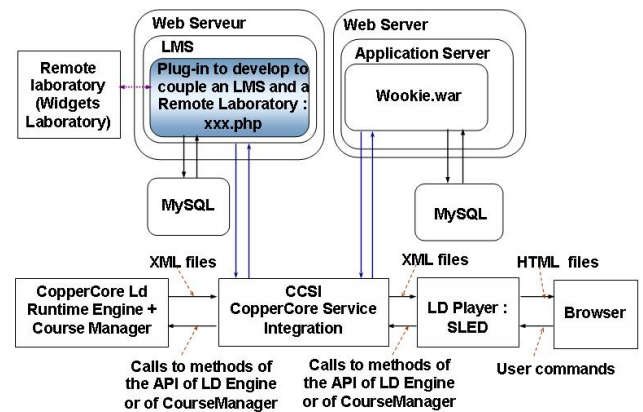 Web Serveur
Web Server
LMS
Application Server
Remote
laboratory
(Widgets
Laboratory)
Plug-in to develop to
couple an LMS and a
Remote Laboratory :
xxx.php
Wookie.war
MySQL
MySQL
XML files
XML files
HTML files
CopperCore Ld
Runtime Engine +
Course Manager
CCSI
CopperCore Service
Integration
LD Player :
SLED
Browser
Calls to methods of
the API of LD Engine
or of CourseManager
Calls to methods of
the API of LD Engine
or of CourseManager
User commands